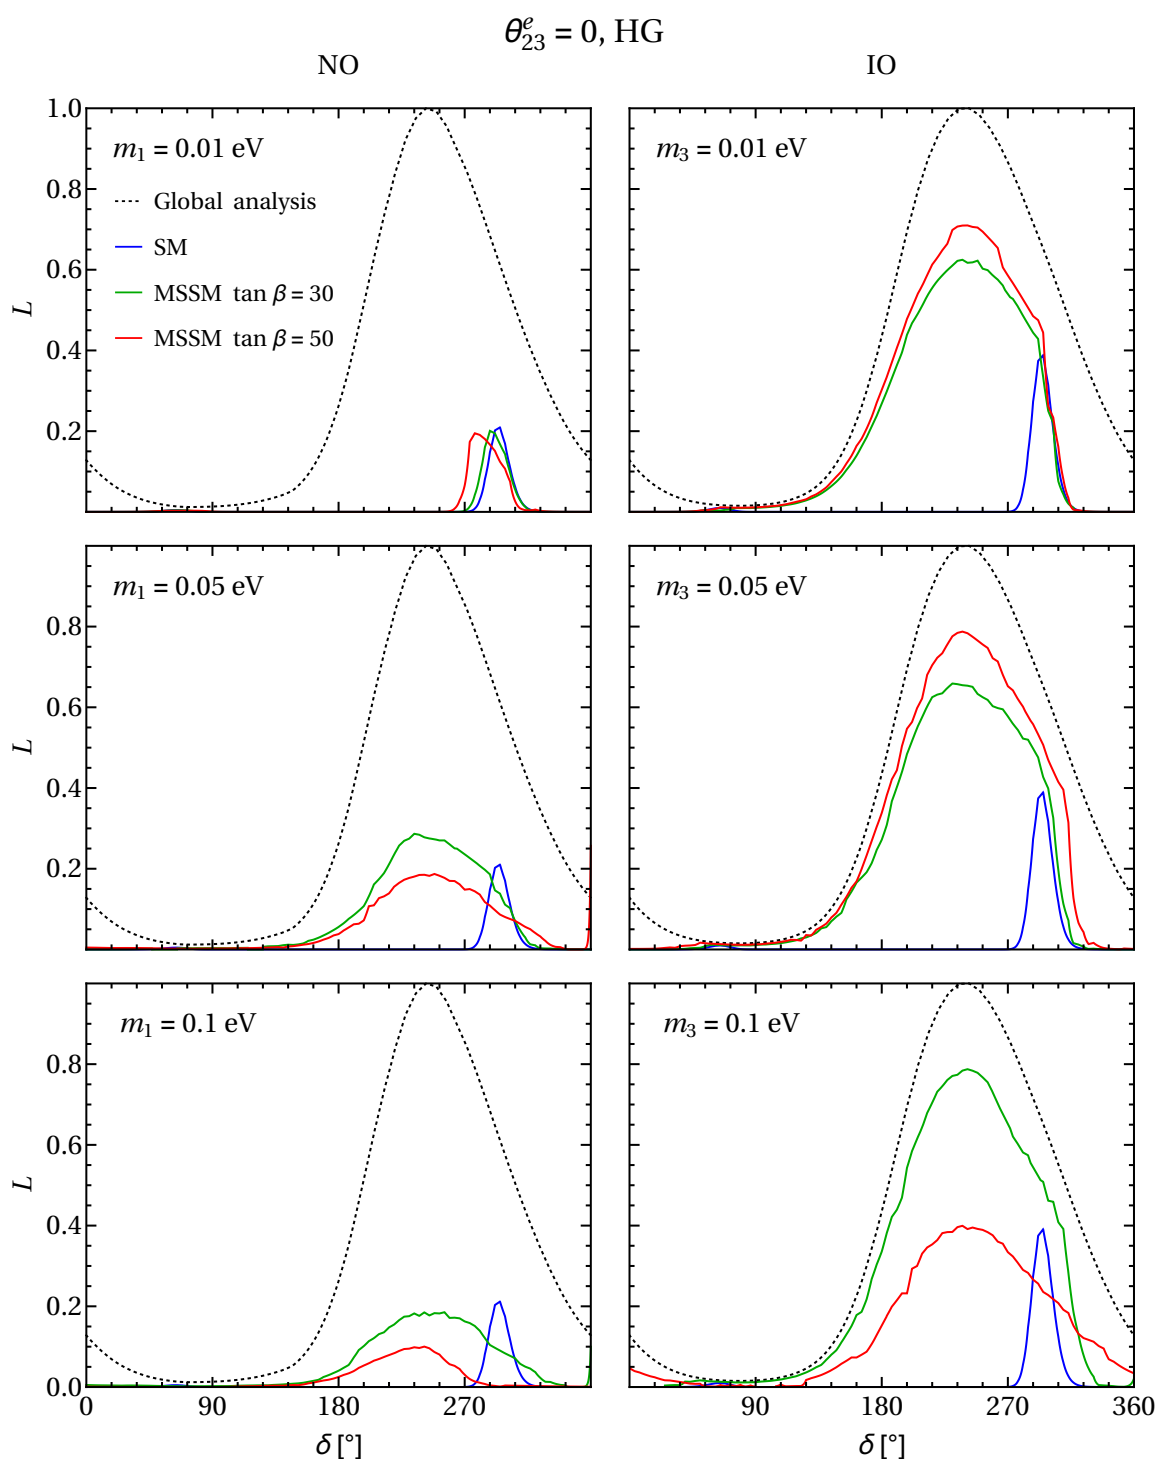 θ₂₃ᵉ = 0, HG
NO
IO
m₁ = 0.01 eV
Global analysis
SM
MSSM tan β = 30
MSSM tan β = 50
1.0
0.8
0.6
0.4
0.2
L
m₃ = 0.01 eV
m₁ = 0.05 eV
0.8
0.6
0.4
0.2
L
m₃ = 0.05 eV
m₁ = 0.1 eV
0.8
0.6
0.4
0.2
0.0
L
m₃ = 0.1 eV
0 90 180 270
90 180 270 360
δ [°]
δ [°]